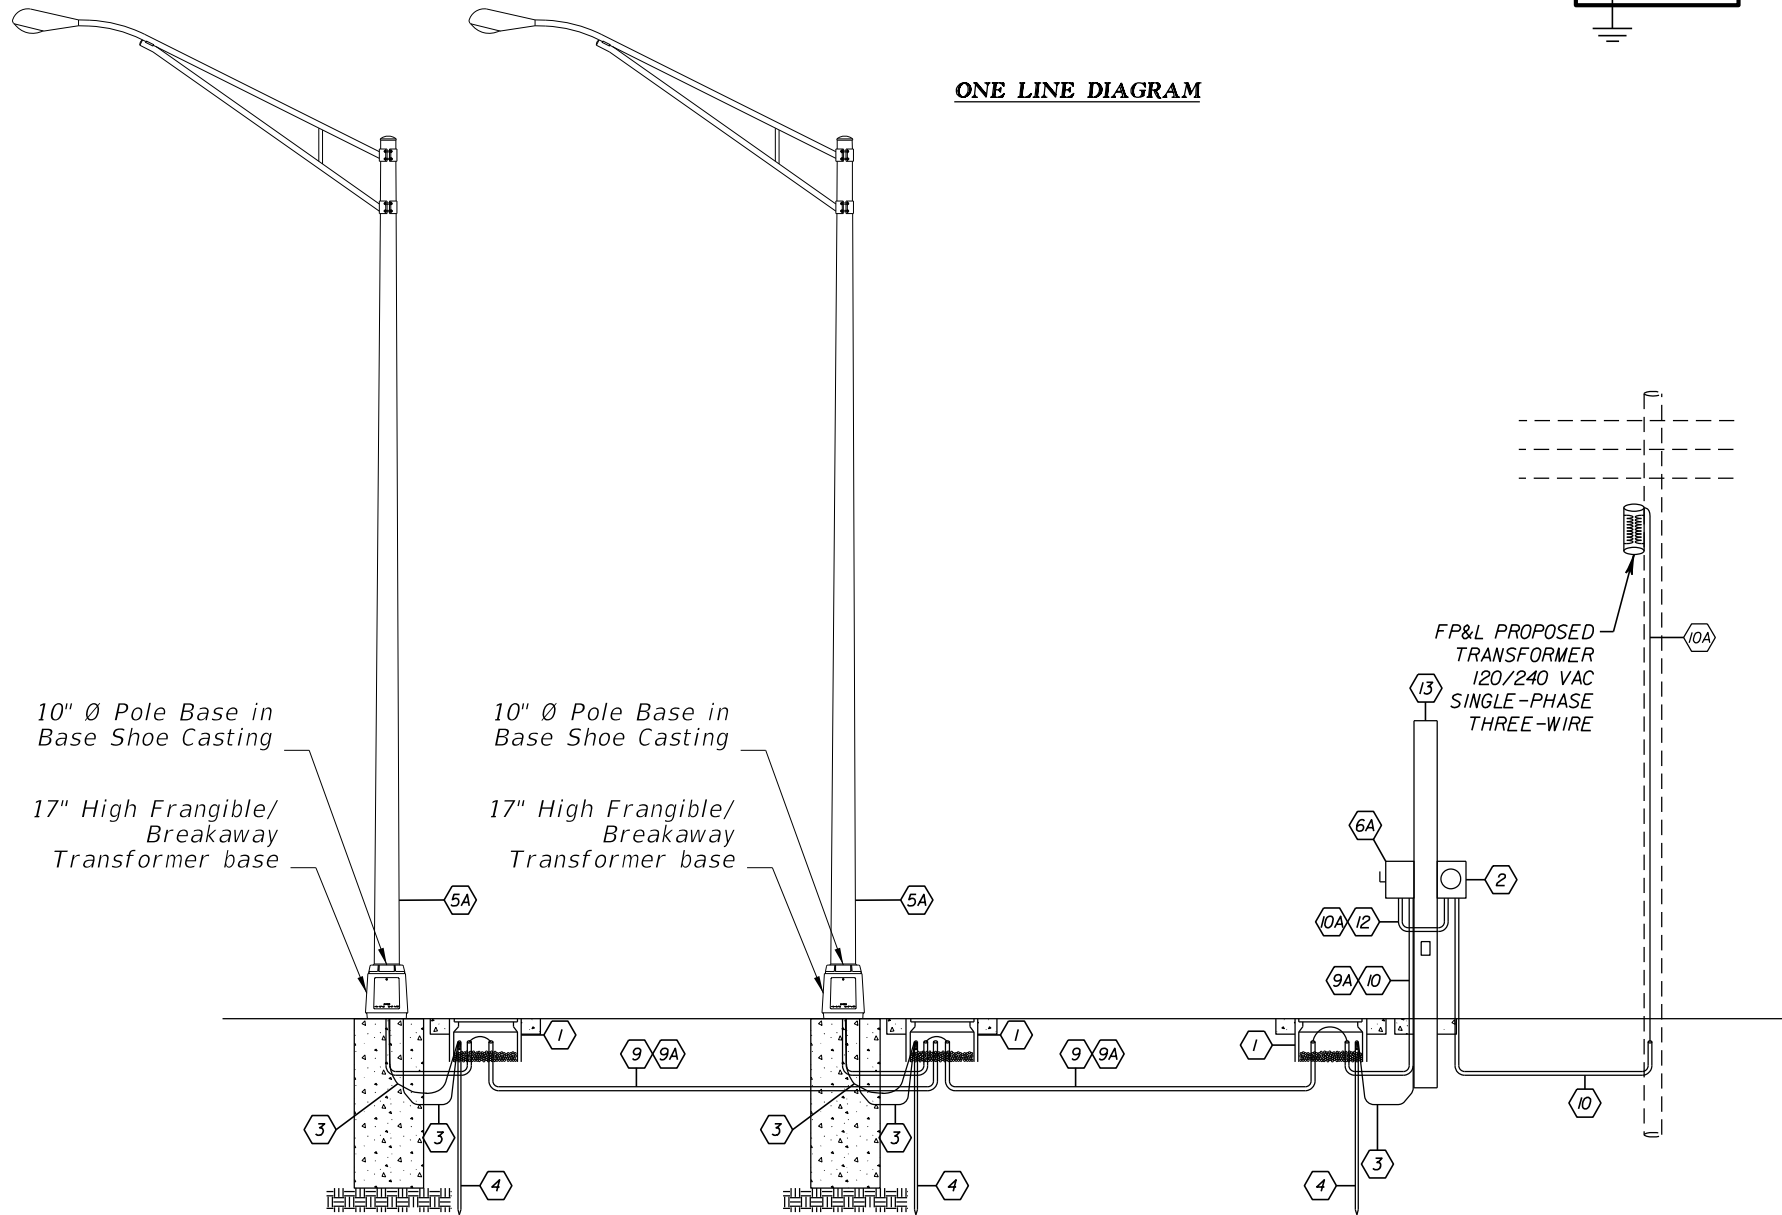 ONE LINE DIAGRAM
FP&L PROPOSED
TRANSFORMER
120/240 VAC
SINGLE-PHASE
THREE-WIRE
10A
13
10" Ø Pole Base in
Base Shoe Casting
10" Ø Pole Base in
Base Shoe Casting
17" High Frangible/
Breakaway
Transformer base
17" High Frangible/
Breakaway
Transformer base
6A
2
5A
5A
10A 12
9A 10
1
1
1
9 9A
9 9A
10
3
3
3
3
3
4
4
4